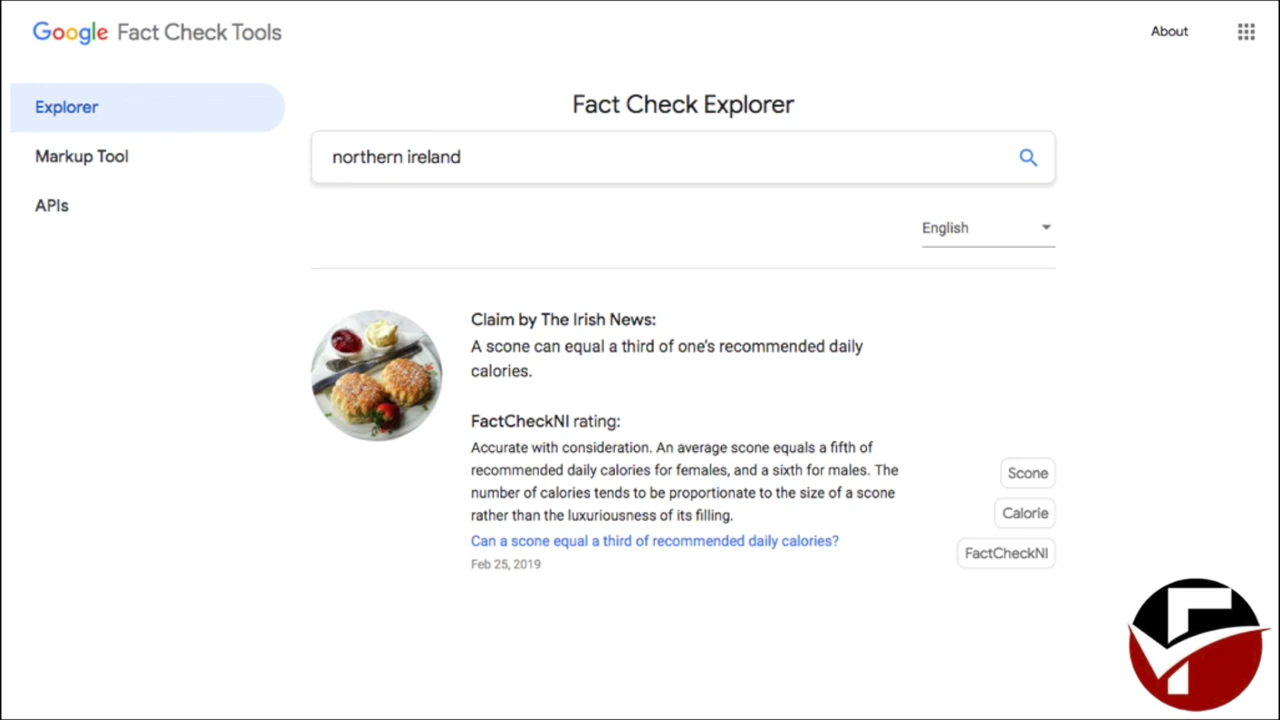 Google Fact Check Tools
About
Explorer
Markup Tool
APIs
Fact Check Explorer
northern ireland
English
Claim by The Irish News:
A scone can equal a third of one's recommended daily
calories.
FactCheckNI rating:
Accurate with consideration. An average scone equals a fifth of
recommended daily calories for females, and a sixth for males. The
number of calories tends to be proportionate to the size of a scone
rather than the luxuriousness of its filling.
Can a scone equal a third of recommended daily calories?
Feb 25, 2019
Scone
Calorie
FactCheckNI
F